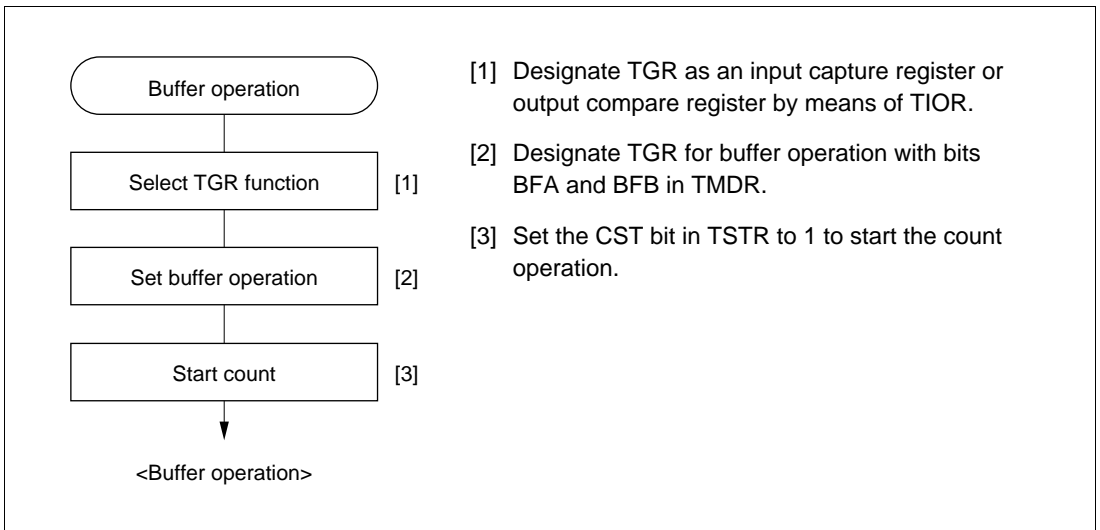 Buffer operation
Select TGR function
[1]
Set buffer operation
[2]
Start count
[3]
<Buffer operation>
[1] Designate TGR as an input capture register or
output compare register by means of TIOR.
[2] Designate TGR for buffer operation with bits
BFA and BFB in TMDR.
[3] Set the CST bit in TSTR to 1 to start the count
operation.